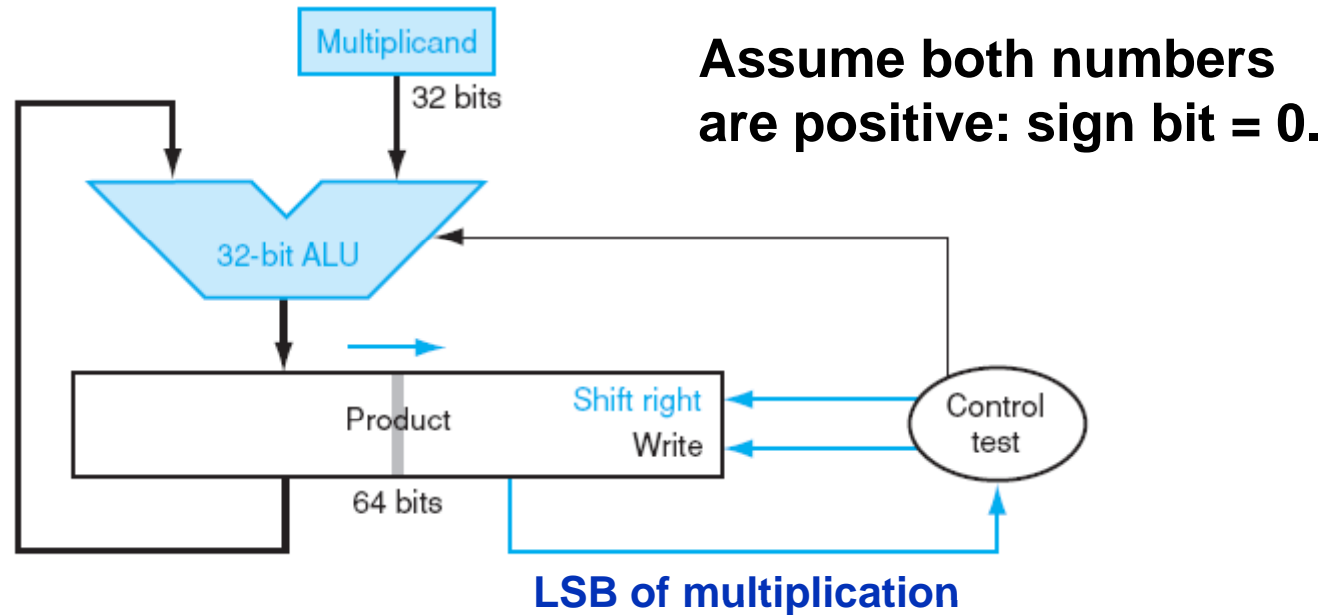 Multiplicand
Assume both numbers
are positive: sign bit = 0.
32 bits
32-bit ALU
Product
Shift right
Write
Control
test
64 bits
LSB of multiplication